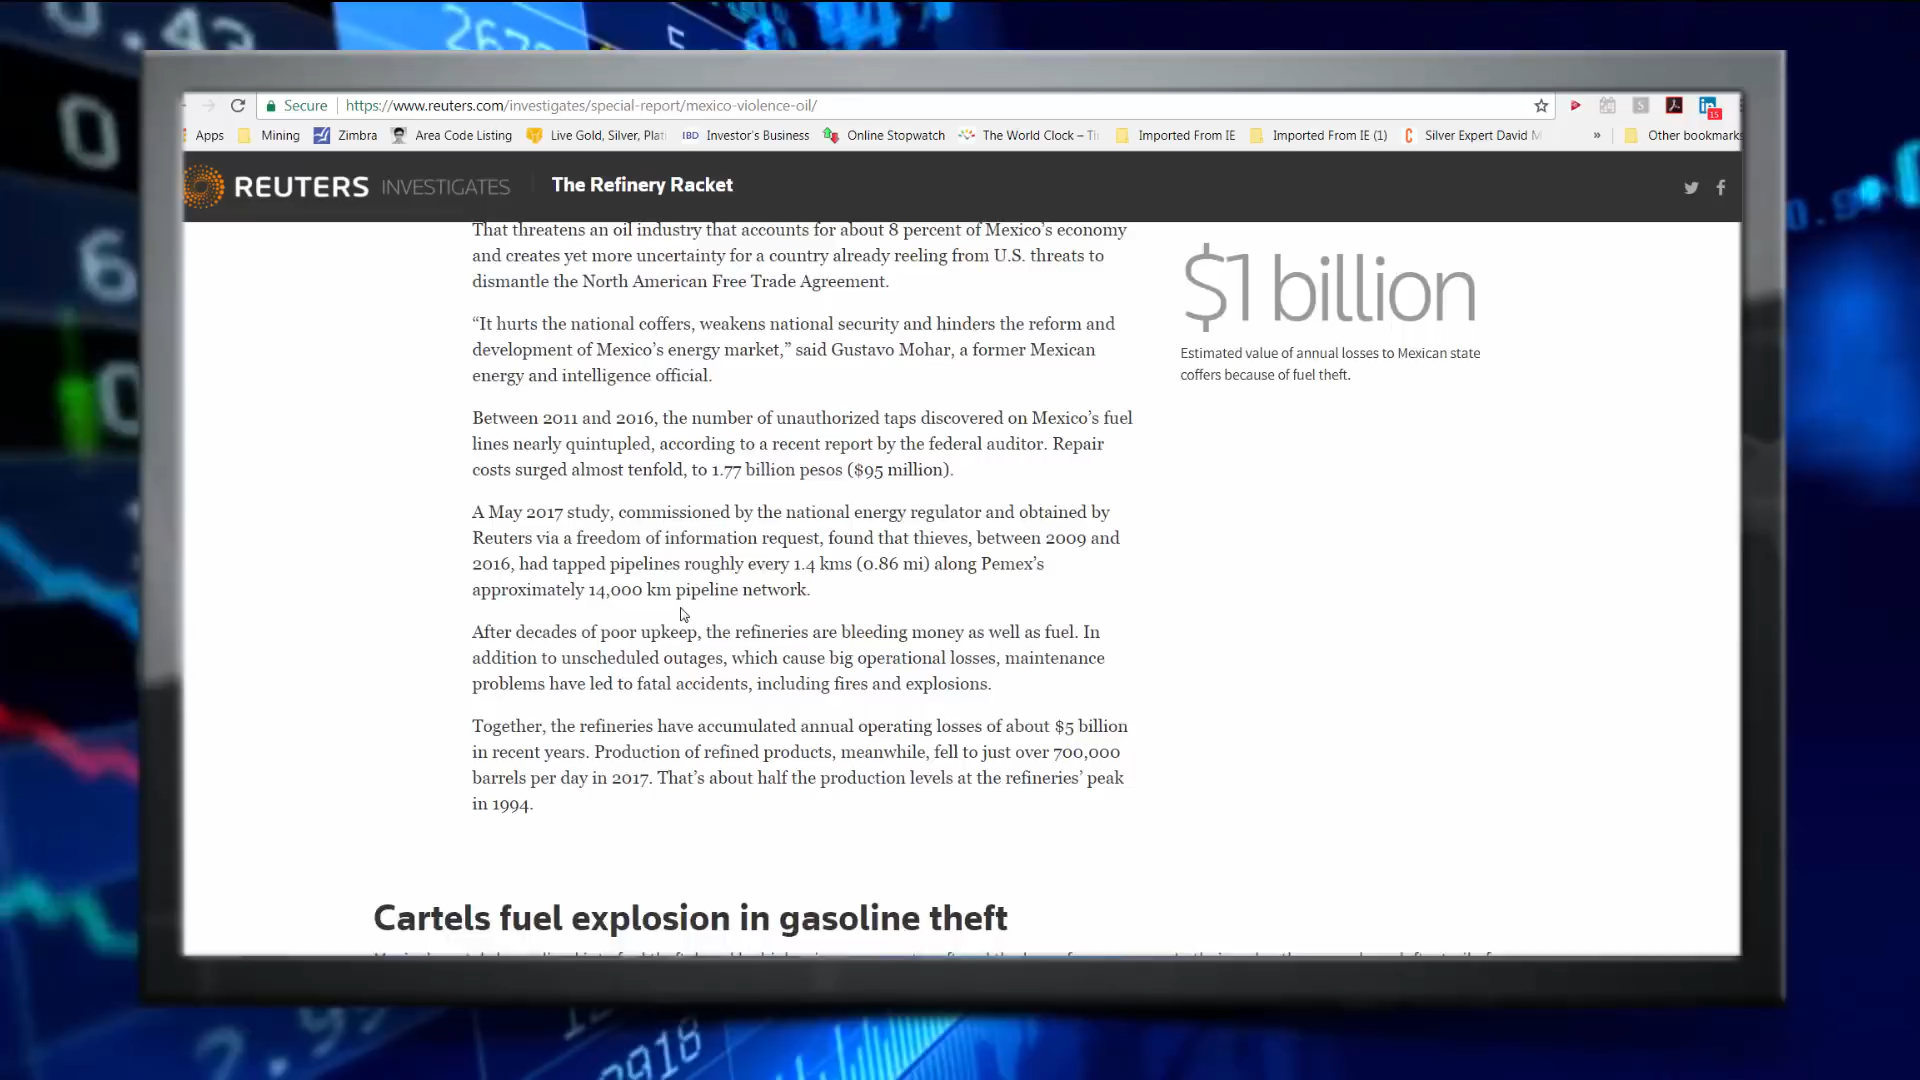 0.42
267
5
0
6
0
Secure https://www.reuters.com/investigates/special-report/mexico-violence-oil/
15
Apps Mining Zimbra Area Code Listing Live Gold, Silver, Plati IBD Investor's Business Online Stopwatch The World Clock – Ti Imported From IE Imported From IE (1) Silver Expert David M » Other bookmarks
REUTERS INVESTIGATES The Refinery Racket
That threatens an oil industry that accounts for about 8 percent of Mexico’s economy
and creates yet more uncertainty for a country already reeling from U.S. threats to
dismantle the North American Free Trade Agreement.
“It hurts the national coffers, weakens national security and hinders the reform and
development of Mexico’s energy market,” said Gustavo Mohar, a former Mexican
energy and intelligence official.
Between 2011 and 2016, the number of unauthorized taps discovered on Mexico’s fuel
lines nearly quintupled, according to a recent report by the federal auditor. Repair
costs surged almost tenfold, to 1.77 billion pesos ($95 million).
A May 2017 study, commissioned by the national energy regulator and obtained by
Reuters via a freedom of information request, found that thieves, between 2009 and
2016, had tapped pipelines roughly every 1.4 kms (0.86 mi) along Pemex’s
approximately 14,000 km pipeline network.
After decades of poor upkeep, the refineries are bleeding money as well as fuel. In
addition to unscheduled outages, which cause big operational losses, maintenance
problems have led to fatal accidents, including fires and explosions.
Together, the refineries have accumulated annual operating losses of about $5 billion
in recent years. Production of refined products, meanwhile, fell to just over 700,000
barrels per day in 2017. That’s about half the production levels at the refineries’ peak
in 1994.
$1 billion
Estimated value of annual losses to Mexican state
coffers because of fuel theft.
Cartels fuel explosion in gasoline theft
2.99
2918